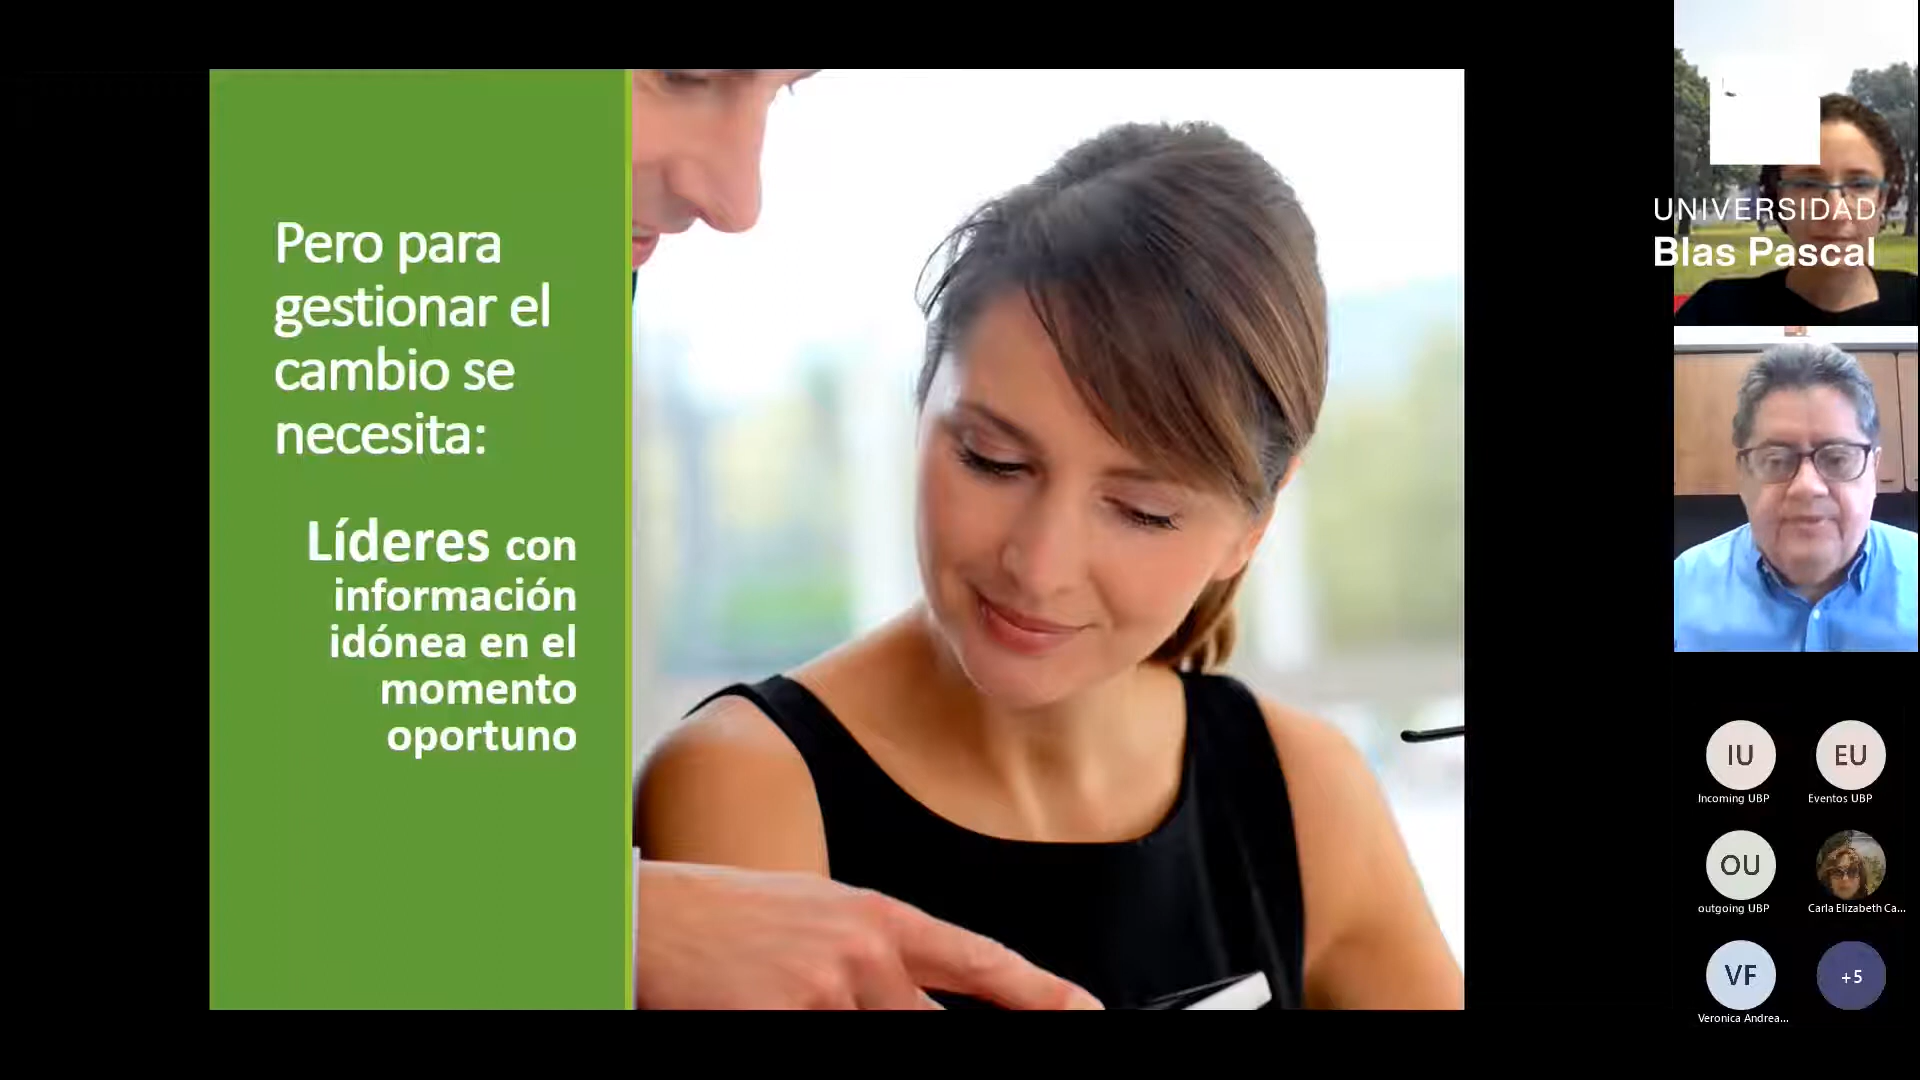 Pero para
gestionar el
cambio se
necesita:
Líderes con
información
idónea en el
momento
oportuno
UNIVERSIDAD
Blas Pascal
IU
EU
Incoming UBP
Eventos UBP
OU
outgoing UBP
Carla Elizabeth Ca...
VF
+5
Veronica Andrea...